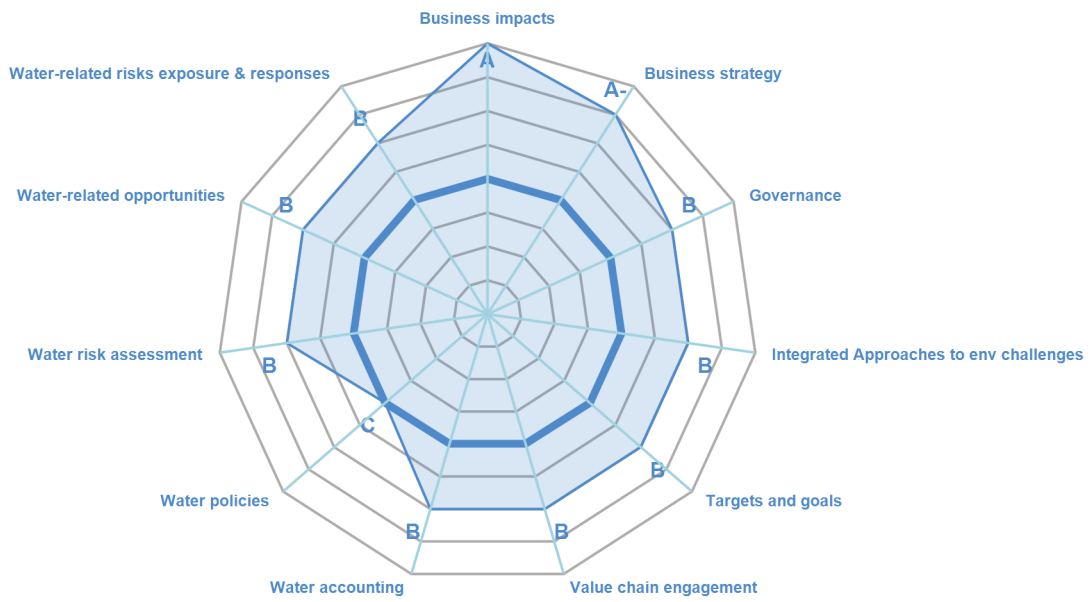 Business impacts
A
Water-related risks exposure & responses
Business strategy
A-
B
Water-related opportunities
Governance
B
B
Water risk assessment
Integrated Approaches to env challenges
B
B
C
B
Water policies
Targets and goals
B
B
Water accounting
Value chain engagement